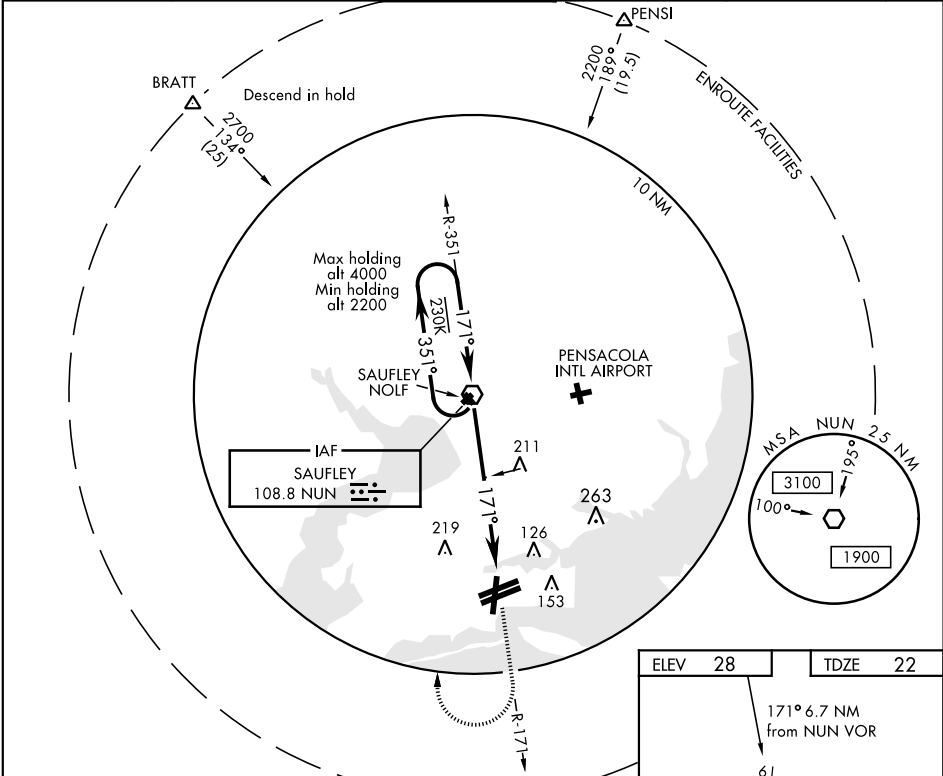 PENSI
2200
189°
(19.5)
ENROUTE FACILITIES
BRATT
Descend in hold
2700
134°
(25)
10 NM
R-351
Max holding
alt 4000
Min holding
alt 2200
230K
171°
351°
SAUFLEY
NOLF
PENSACOLA
INTL AIRPORT
IAF
SAUFLEY
108.8 NUN
211
171°
263
219
126
153
MSA NUN 25 NM
195°
3100
100°
1900
R-171
ELEV 28
TDZE 22
171° 6.7 NM
from NUN VOR
61